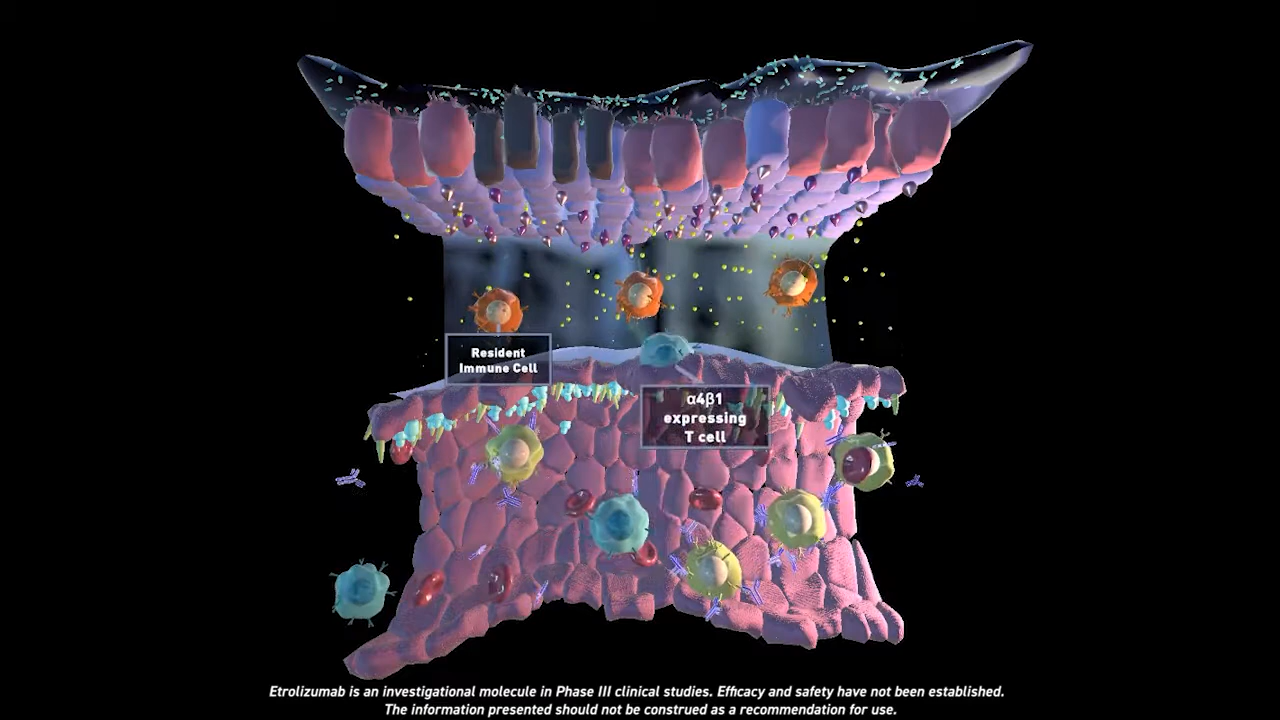 Resident
Immune Cell
α4β1
expressing
T cell
Etrolizumab is an investigational molecule in Phase III clinical studies. Efficacy and safety have not been established.
The information presented should not be construed as a recommendation for use.